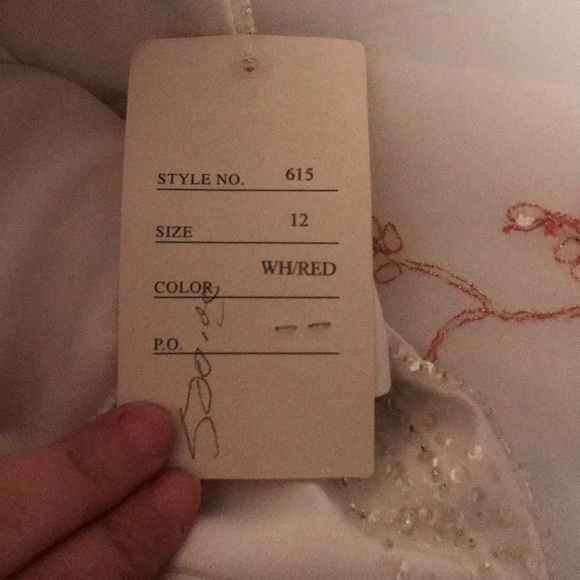 STYLE NO. 615
SIZE 12
COLOR WH/RED
P.O. – –